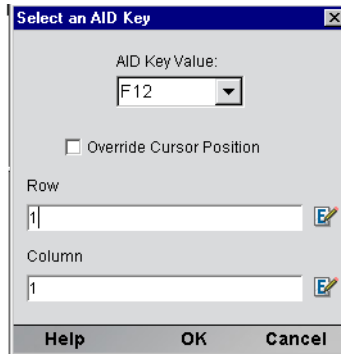 Select an AID Key
AID Key Value:
F12
Override Cursor Position
Row
1
Column
1
Help OK Cancel